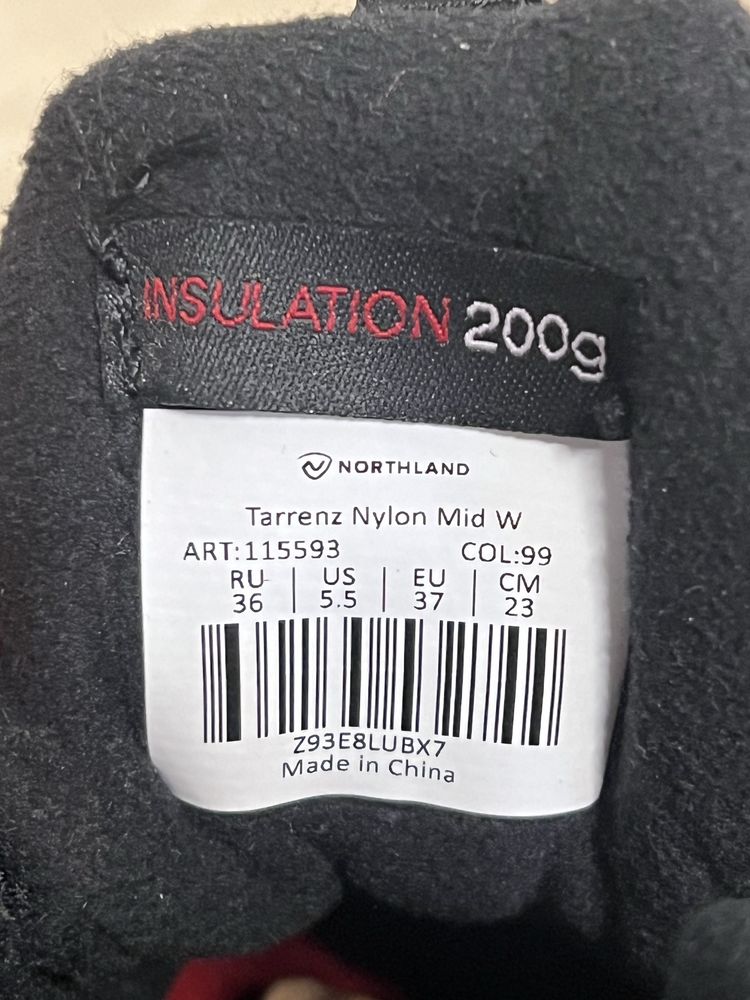 INSULATION 200g
NORTHLAND
Tarrenz Nylon Mid W
ART:115593 COL:99
RU | US | EU | CM
36 | 5.5 | 37 | 23
Z93E8LUBX7
Made in China